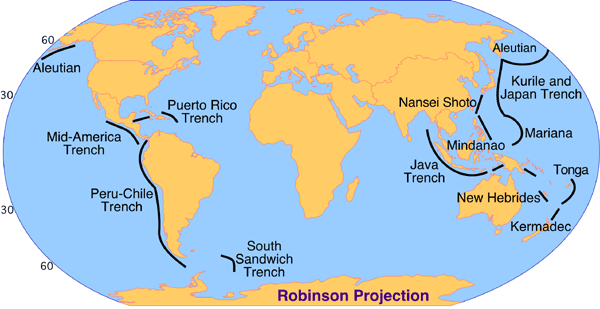 60
Aleutian
Aleutian
Kurile and
Japan Trench
30
Puerto Rico
Trench
Nansei Shoto
Mid-America
Trench
Mariana
Mindanao
Java
Trench
Tonga
Peru-Chile
Trench
New Hebrides
30
Kermadec
South
Sandwich
Trench
60
Robinson Projection